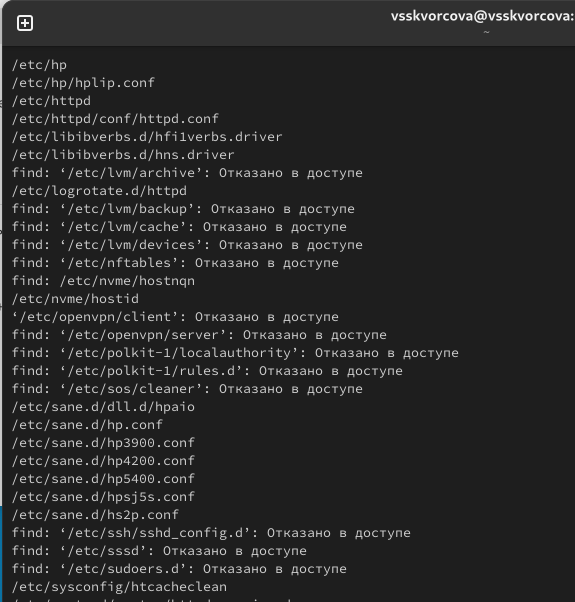 vsskvorcova@vsskvorcova:
~
/etc/hp
/etc/hp/hplip.conf
/etc/httpd
/etc/httpd/conf/httpd.conf
/etc/libibverbs.d/hfi1verbs.driver
/etc/libibverbs.d/hns.driver
find: ‘/etc/lvm/archive’: Отказано в доступе
/etc/logrotate.d/httpd
find: ‘/etc/lvm/backup’: Отказано в доступе
find: ‘/etc/lvm/cache’: Отказано в доступе
find: ‘/etc/lvm/devices’: Отказано в доступе
find: ‘/etc/nftables’: Отказано в доступе
find: /etc/nvme/hostnqn
/etc/nvme/hostid
‘/etc/openvpn/client’: Отказано в доступе
find: ‘/etc/openvpn/server’: Отказано в доступе
find: ‘/etc/polkit-1/localauthority’: Отказано в доступе
find: ‘/etc/polkit-1/rules.d’: Отказано в доступе
find: ‘/etc/sos/cleaner’: Отказано в доступе
/etc/sane.d/dll.d/hpaio
/etc/sane.d/hp.conf
/etc/sane.d/hp3900.conf
/etc/sane.d/hp4200.conf
/etc/sane.d/hp5400.conf
/etc/sane.d/hpsj5s.conf
/etc/sane.d/hs2p.conf
find: ‘/etc/ssh/sshd_config.d’: Отказано в доступе
find: ‘/etc/sssd’: Отказано в доступе
find: ‘/etc/sudoers.d’: Отказано в доступе
/etc/sysconfig/htcacheclean